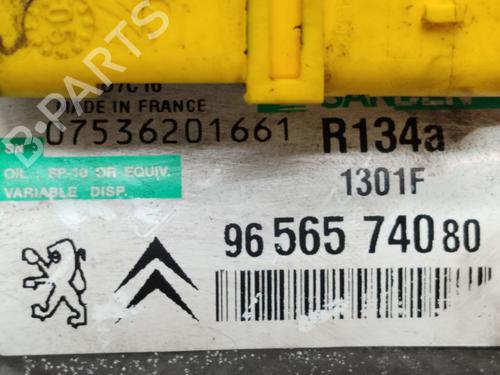 MADE IN FRANCE
SANDEN
SN
07536201661
R134a
OIL : SP-10 OR EQUIV.
VARIABLE DISP.
1301F
96 565 740 80
B-PARTS